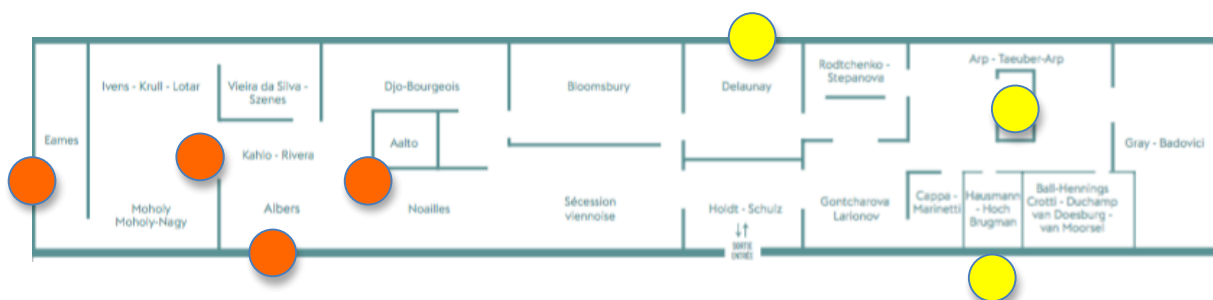 Eames
Ivens - Krull - Lotar
Vieira da Silva -
Szenes
Kahlo - Rivera
Moholy
Moholy-Nagy
Albers
Djo-Bourgeois
Aalto
Noailles
Bloomsbury
Sécession
viennoise
Delaunay
Hoidt - Schulz
SORTIE
ENTRÉE
Rodtchenko -
Stepanova
Gontcharova
Larionov
Arp - Taeuber-Arp
Cappa -
Marinetti
Hausmann
- Hoch
Brugman
Ball-Hennings
Crotti - Duchamp
van Doesburg -
van Moorsel
Gray - Badovici